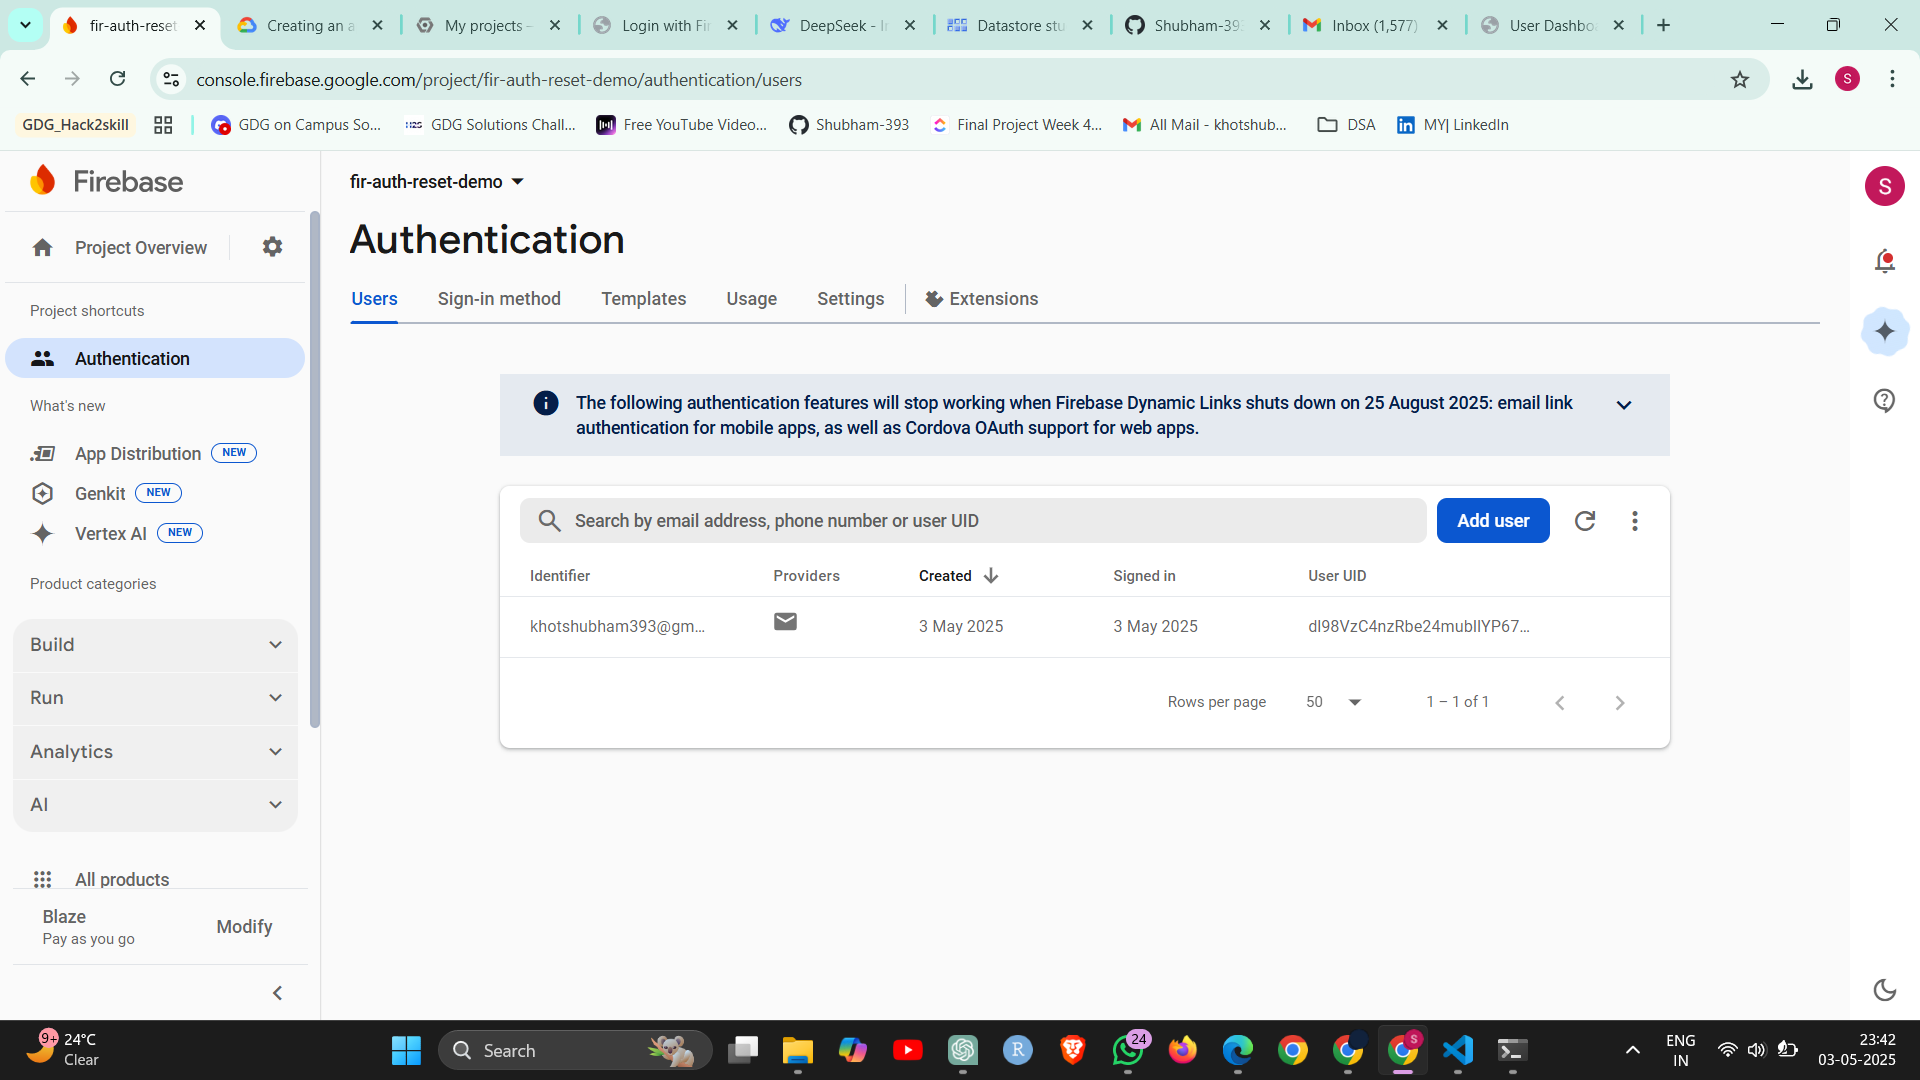 fir-auth-reset
Creating an a
My projects -
Login with Fir
DeepSeek - In
Datastore stu
Shubham-393
Inbox (1,577)
User Dashboa
console.firebase.google.com/project/fir-auth-reset-demo/authentication/users
S
GDG_Hack2skill
GDG on Campus So...
H2S
GDG Solutions Chall...
Free YouTube Video...
Shubham-393
Final Project Week 4...
All Mail - khotshub...
DSA
MY| LinkedIn
Firebase
fir-auth-reset-demo
S
Project Overview
Authentication
Users
Sign-in method
Templates
Usage
Settings
Extensions
Project shortcuts
Authentication
What's new
App Distribution NEW
Genkit NEW
Vertex AI NEW
Product categories
Build
Run
Analytics
AI
All products
Blaze
Pay as you go
Modify
The following authentication features will stop working when Firebase Dynamic Links shuts down on 25 August 2025: email link
authentication for mobile apps, as well as Cordova OAuth support for web apps.
Search by email address, phone number or user UID
Add user
Identifier Providers Created Signed in User UID
khotshubham393@gm... 3 May 2025 3 May 2025 dI98VzC4nzRbe24mublIYP67...
Rows per page 50 1 – 1 of 1
9+
24°C
Clear
Search
R
24
S
ENG
IN
23:42
03-05-2025